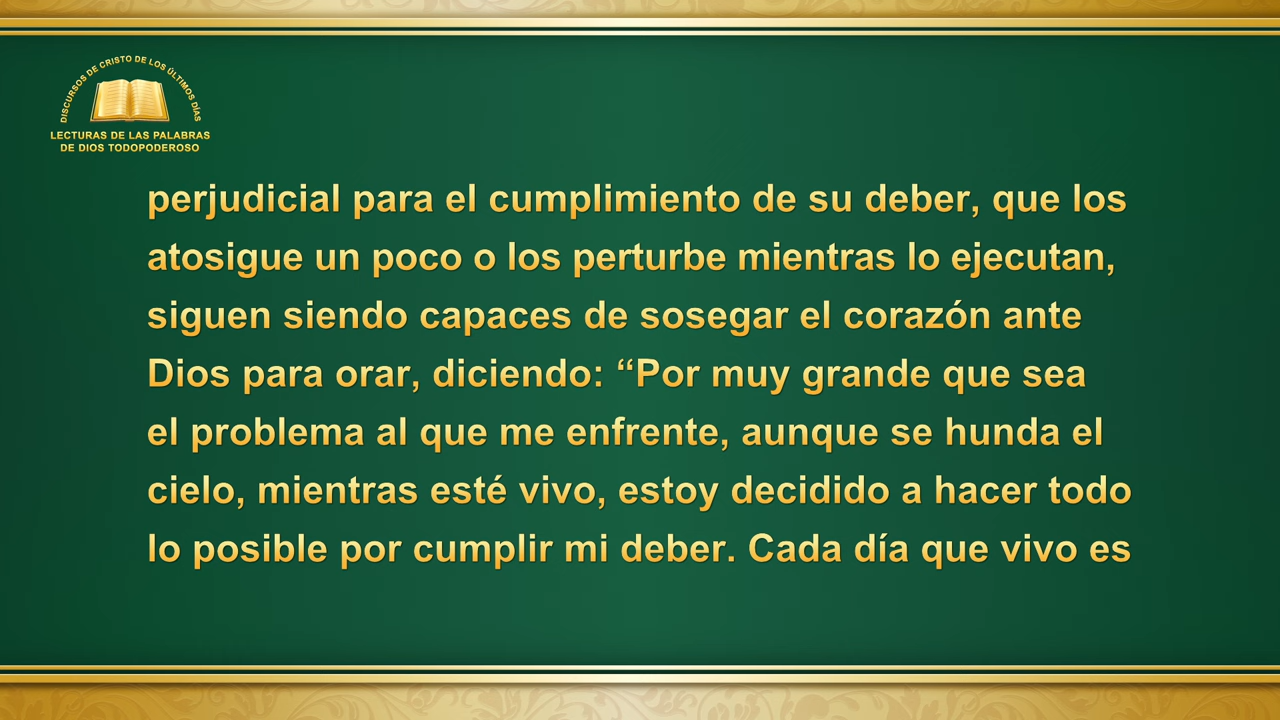 DISCURSOS DE CRISTO DE LOS ÚLTIMOS DÍAS
LECTURAS DE LAS PALABRAS
DE DIOS TODOPODEROSO
perjudicial para el cumplimiento de su deber, que los
atosigue un poco o los perturbe mientras lo ejecutan,
siguen siendo capaces de sosegar el corazón ante
Dios para orar, diciendo: “Por muy grande que sea
el problema al que me enfrente, aunque se hunda el
cielo, mientras esté vivo, estoy decidido a hacer todo
lo posible por cumplir mi deber. Cada día que vivo es